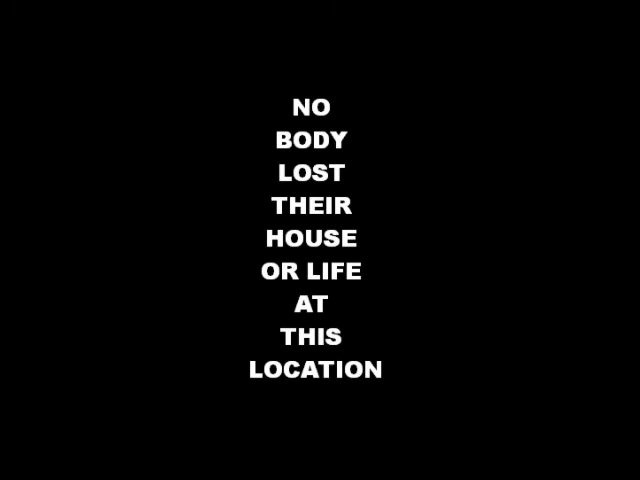 NO
BODY
LOST
THEIR
HOUSE
OR LIFE
AT
THIS
LOCATION